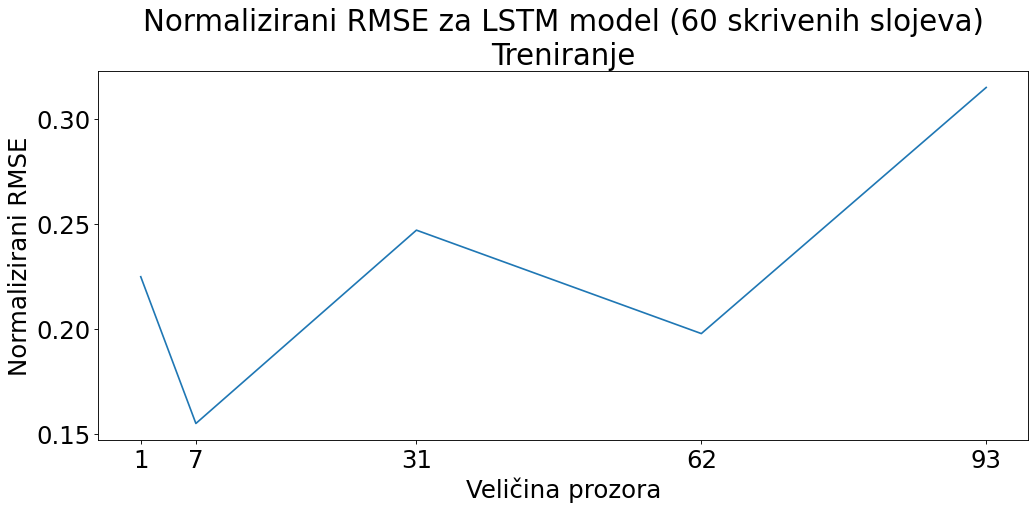 Normalizirani RMSE za LSTM model (60 skrivenih slojeva)
Treniranje
Normalizirani RMSE
0.30
0.25
0.20
0.15
1 7 31 62 93
Veličina prozora